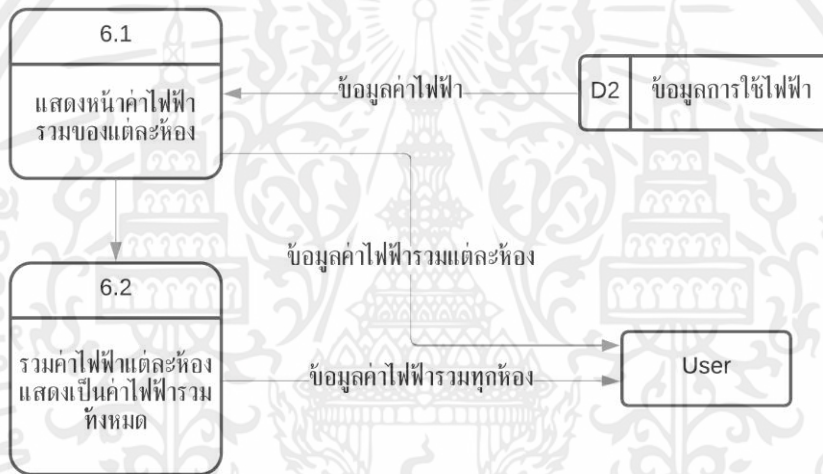 6.1
แสดงหน้าค่าไฟฟ้า
รวมของแต่ละห้อง
ข้อมูลค่าไฟฟ้า
D2 ข้อมูลการใช้ไฟฟ้า
ข้อมูลค่าไฟฟ้ารวมแต่ละห้อง
6.2
รวมค่าไฟฟ้าแต่ละห้อง
แสดงเป็นค่าไฟฟ้ารวม
ทั้งหมด
ข้อมูลค่าไฟฟ้ารวมทุกห้อง
User